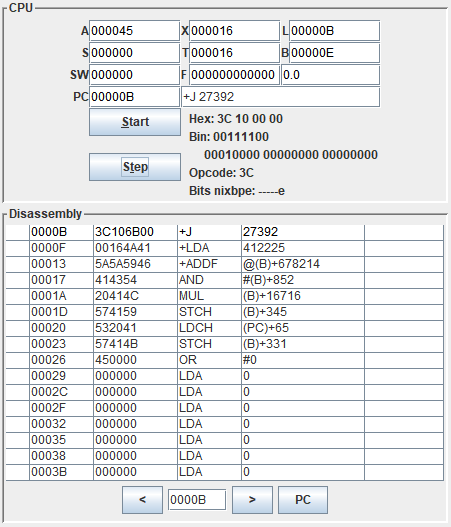 CPU
A 000045 X 000016 L 00000B
S 000000 T 000016 B 00000E
SW 000000 F 000000000000 0.0
PC 00000B +J 27392
Start Hex: 3C 10 00 00
Bin: 00111100
00010000 00000000 00000000
Step Opcode: 3C
Bits nixbpe: -----e
Disassembly
0000B 3C106B00 +J 27392
0000F 00164A41 +LDA 412225
00013 5A5A5946 +ADDF @(B)+678214
00017 414354 AND #(B)+852
0001A 20414C MUL (B)+16716
0001D 574159 STCH (B)+345
00020 532041 LDCH (PC)+65
00023 57414B STCH (B)+331
00026 450000 OR #0
00029 000000 LDA 0
0002C 000000 LDA 0
0002F 000000 LDA 0
00032 000000 LDA 0
00035 000000 LDA 0
00038 000000 LDA 0
0003B 000000 LDA 0
< 0000B > PC